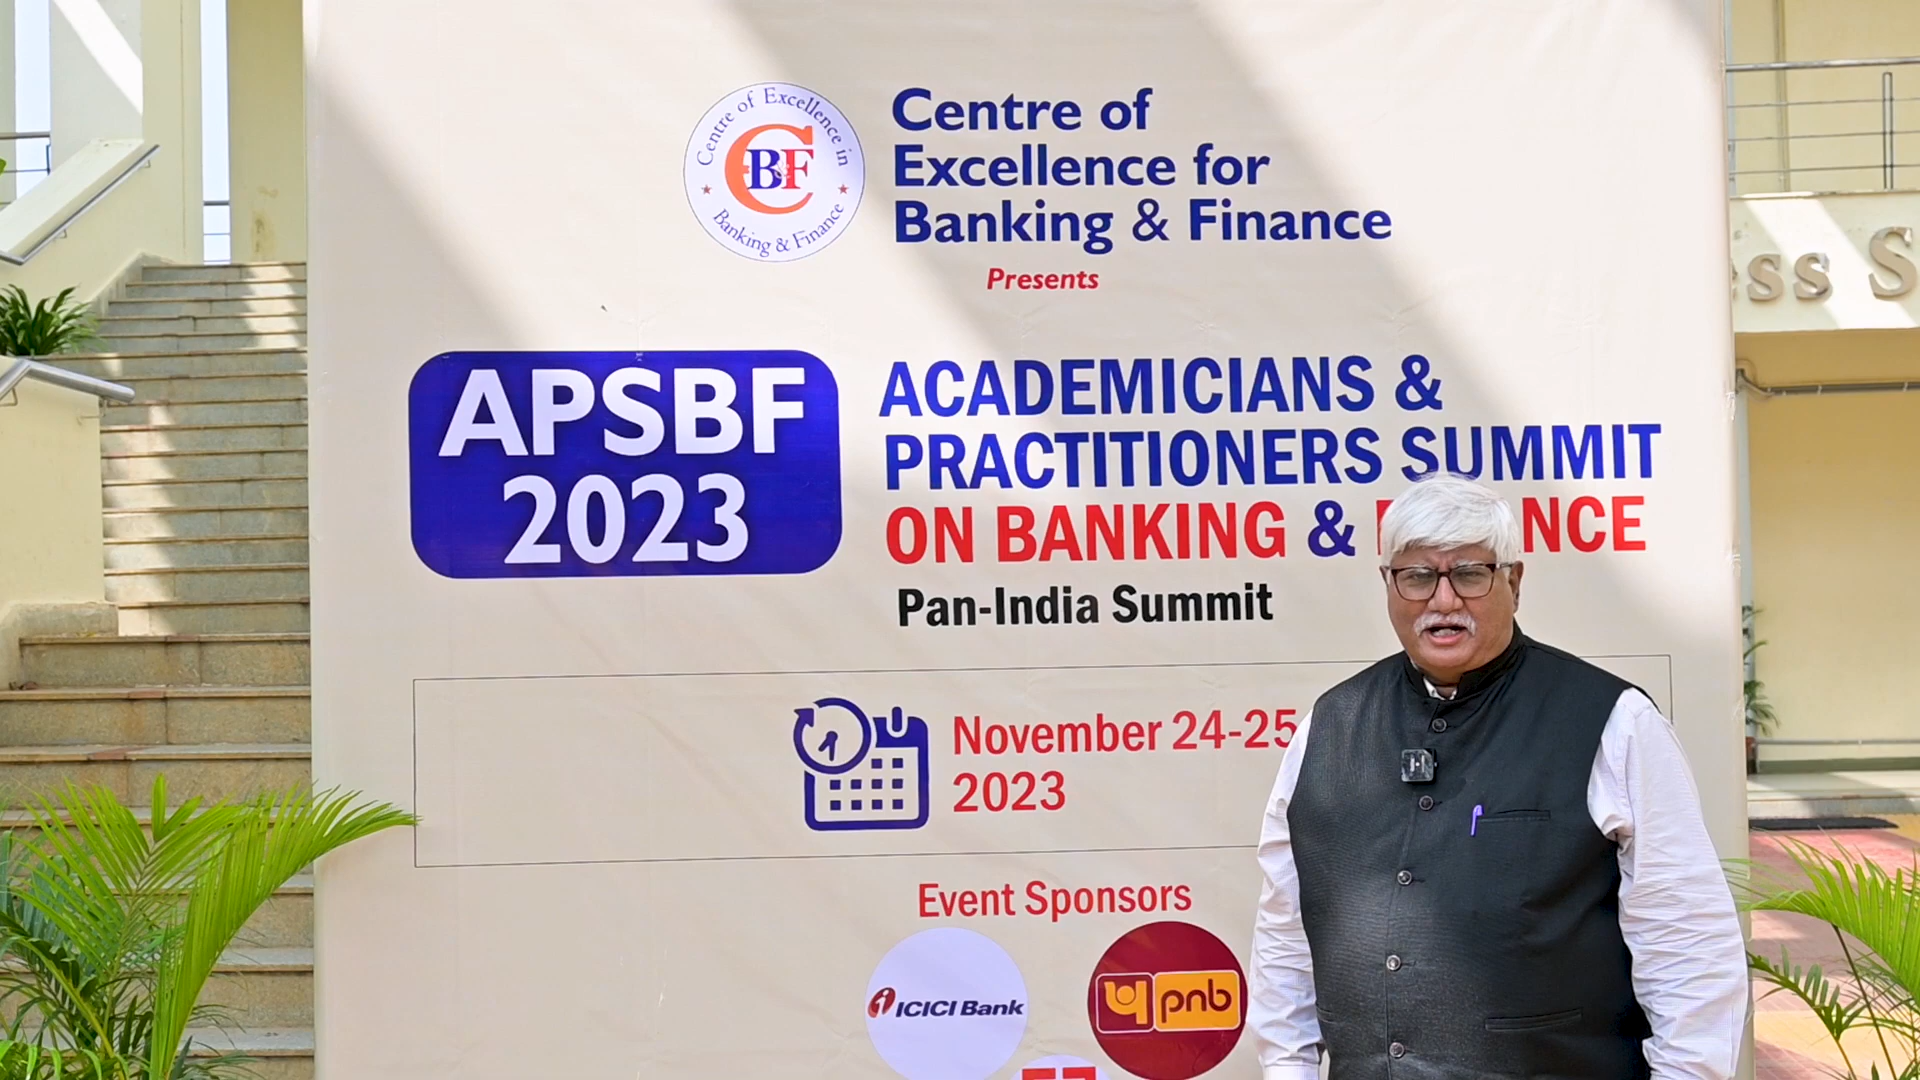 Centre of Excellence in
Banking & Finance
CBF
Centre of
Excellence for
Banking & Finance
Presents
APSBF
2023
ACADEMICIANS &
PRACTITIONERS SUMMIT
ON BANKING & NCE
Pan-India Summit
November 24-25
2023
Event Sponsors
ICICI Bank
pnb
ess S